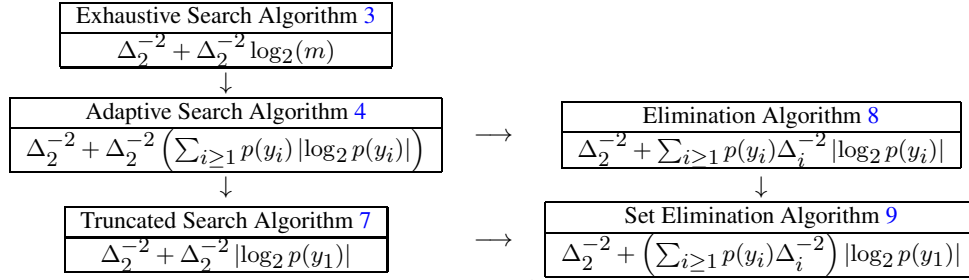 Exhaustive Search Algorithm 3
Δ₂⁻² + Δ₂⁻² log₂(m)
↓
Adaptive Search Algorithm 4
Δ₂⁻² + Δ₂⁻² (∑_{i≥1} p(y_i) |log₂ p(y_i)|)
⟶
Elimination Algorithm 8
Δ₂⁻² + ∑_{i≥1} p(y_i)Δ_i⁻² |log₂ p(y_i)|
↓
↓
Truncated Search Algorithm 7
Δ₂⁻² + Δ₂⁻² |log₂ p(y₁)|
⟶
Set Elimination Algorithm 9
Δ₂⁻² + (∑_{i≥1} p(y_i)Δ_i⁻²) |log₂ p(y₁)|